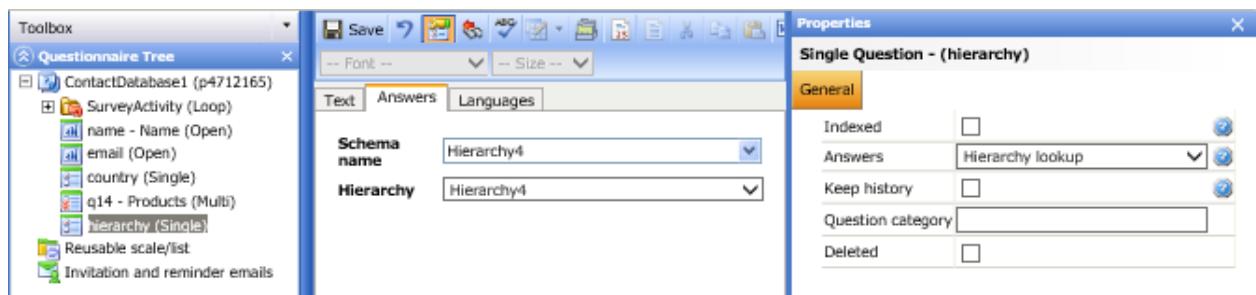 Toolbox
Questionnaire Tree
ContactDatabase1 (p4712165)
SurveyActivity (Loop)
name - Name (Open)
email (Open)
country (Single)
q14 - Products (Multi)
hierarchy (Single)
Reusable scale/list
Invitation and reminder emails
Save
-- Font --
-- Size --
Text
Answers
Languages
Schema name
Hierarchy4
Hierarchy
Hierarchy4
Properties
Single Question - (hierarchy)
General
Indexed
Answers
Hierarchy lookup
Keep history
Question category
Deleted